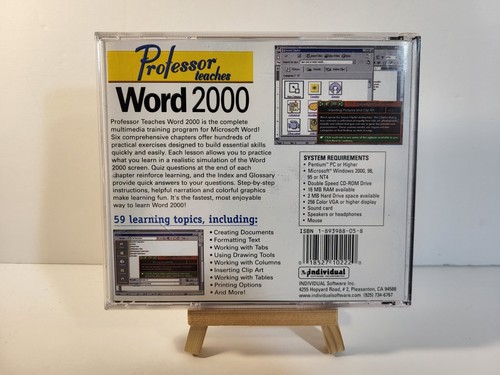 Professor
teaches
Word 2000
Professor Teaches Word 2000 is the complete
multimedia training program for Microsoft Word!
Six comprehensive chapters offer hundreds of
practical exercises designed to build essential skills
quickly and easily. Each lesson allows you to practice
what you learn in a realistic simulation of the Word
2000 screen. Quiz questions at the end of each
chapter reinforce learning, and the Index and Glossary
provide quick answers to your questions. Step-by-step
instructions, helpful narration and colorful graphics
make learning fun. It's the fastest, most enjoyable
way to learn Word 2000!
59 learning topics, including:
• Creating Documents
• Formatting Text
• Working with Tabs
• Using Drawing Tools
• Working with Columns
• Inserting Clip Art
• Working with Tables
• Printing Options
• And More!
SYSTEM REQUIREMENTS
• Pentium PC or Higher
• Microsoft Windows 2000, 98,
95 or NT4
• Double Speed CD-ROM Drive
• 16 MB RAM available
• 2 MB Hard Drive space available
• 256 Color VGA or higher display
• Sound card
• Speakers or headphones
• Mouse
ISBN 1-893988-05-8
18527 10222
individual
INDIVIDUAL Software Inc.
4255 Hopyard Road, # 2, Pleasanton, CA 94588
www.individualsoftware.com (925) 734-6767